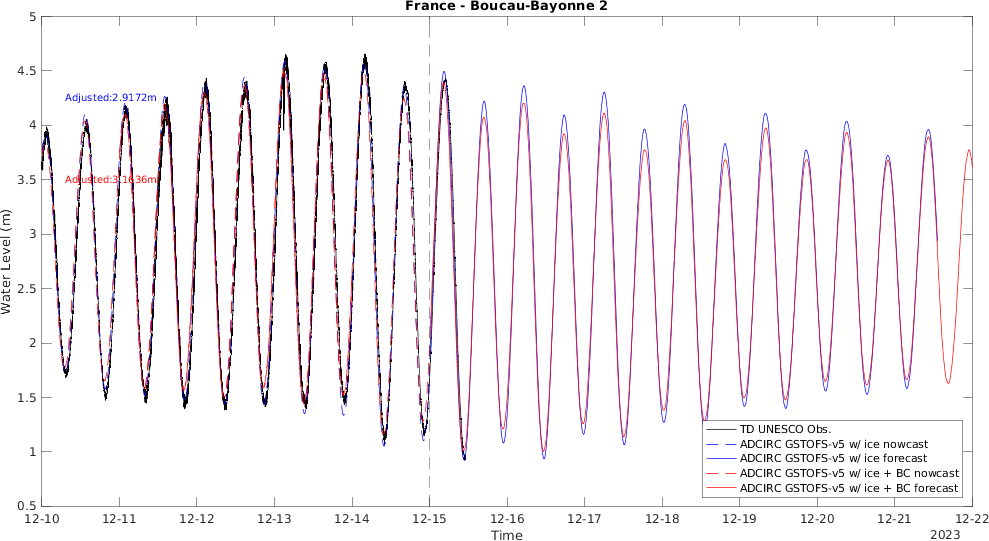 France - Boucau-Bayonne 2
5
4.5
4
3.5
3
2.5
2
1.5
1
0.5
Water Level (m)
Adjusted:2.9172m
Adjusted:3.1636m
TD UNESCO Obs.
ADCIRC GSTOFS-v5 w/ ice nowcast
ADCIRC GSTOFS-v5 w/ ice forecast
ADCIRC GSTOFS-v5 w/ ice + BC nowcast
ADCIRC GSTOFS-v5 w/ ice + BC forecast
12-10 12-11 12-12 12-13 12-14 12-15 12-16 12-17 12-18 12-19 12-20 12-21 12-22
Time
2023